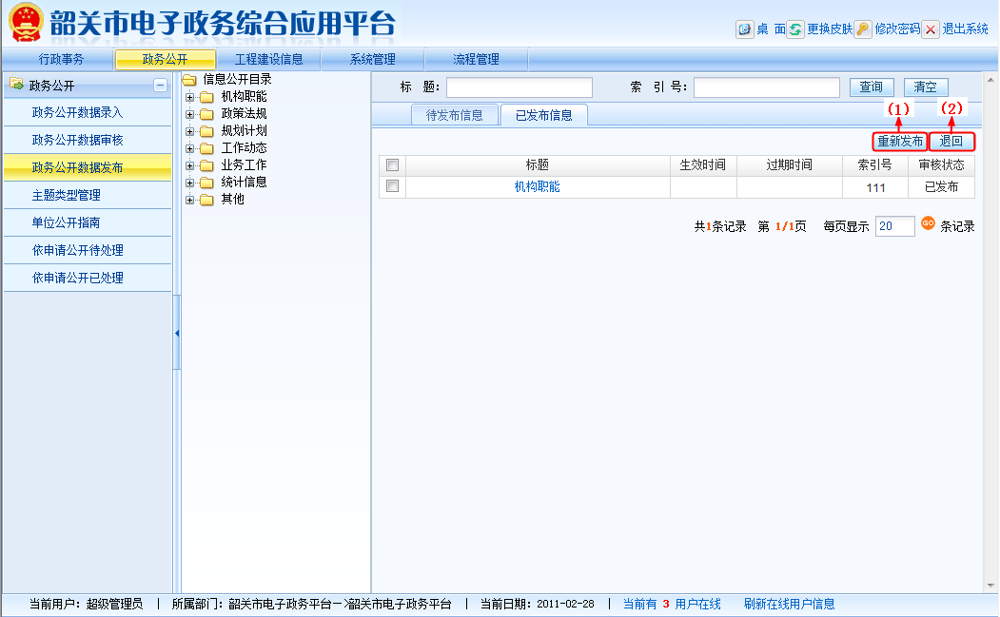 韶关市电子政务综合应用平台
桌 面 更换皮肤 修改密码 退出系统
行政事务 政务公开 工程建设信息 系统管理 流程管理
政务公开
政务公开数据录入
政务公开数据审核
政务公开数据发布
主题类型管理
单位公开指南
依申请公开待处理
依申请公开已处理
信息公开目录
机构职能
政策法规
规划计划
工作动态
业务工作
统计信息
其他
标 题: 索 引 号: 查询 清空
(1) (2)
待发布信息 已发布信息
重新发布 退回
标题 生效时间 过期时间 索引号 审核状态
机构职能 111 已发布
共1条记录 第 1/1页 每页显示 20 GO 条记录
当前用户: 超级管理员 | 所属部门: 韶关市电子政务平台->韶关市电子政务平台 | 当前日期: 2011-02-28 | 当前有 3 用户在线 刷新在线用户信息